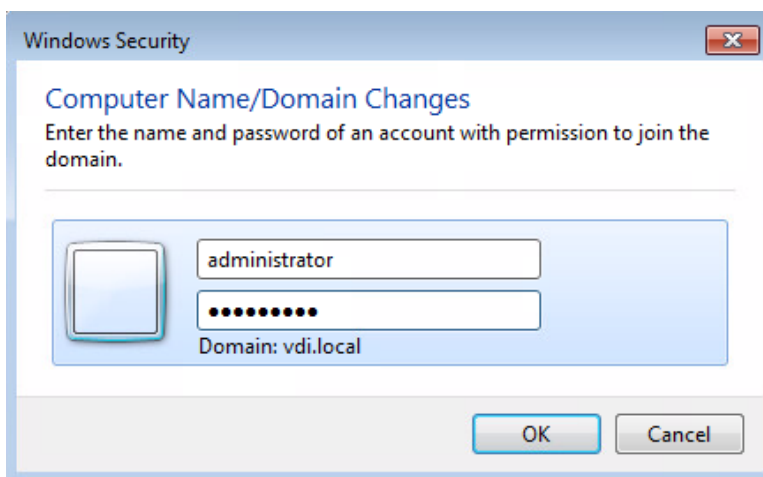 Windows Security
Computer Name/Domain Changes
Enter the name and password of an account with permission to join the
domain.
administrator
●●●●●●●●●
Domain: vdi.local
OK
Cancel